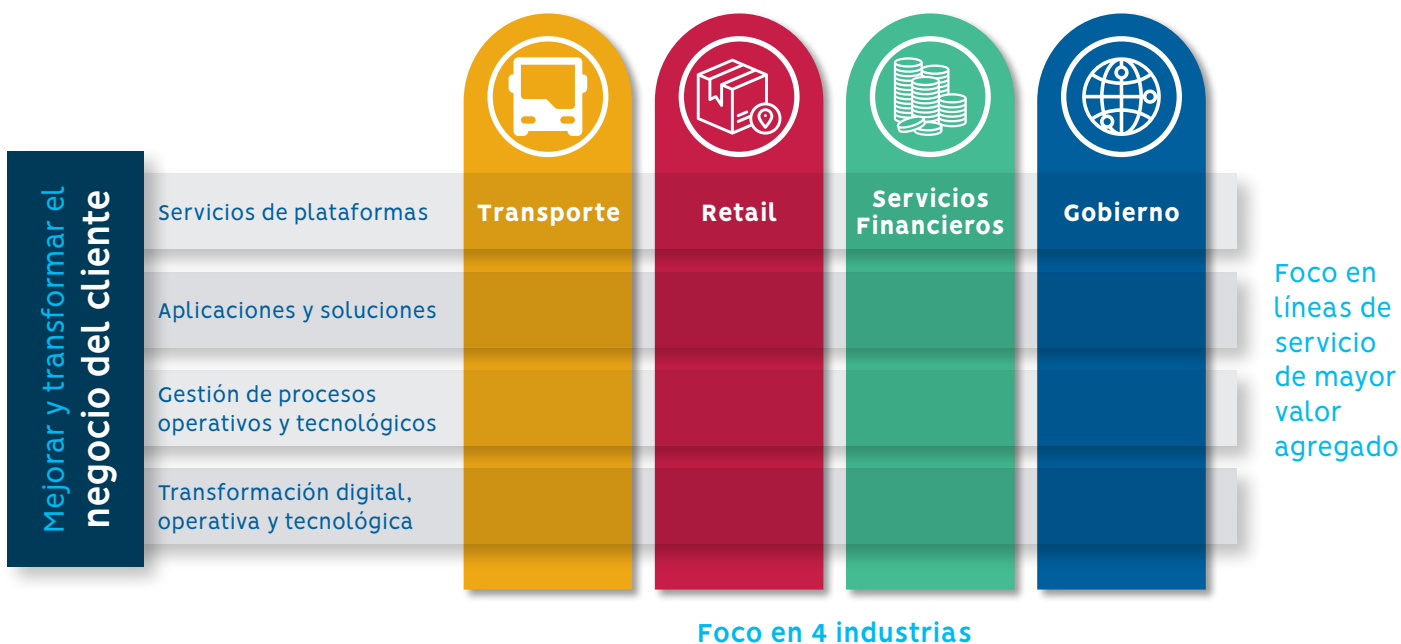 Mejorar y transformar el
negocio del cliente
Servicios de plataformas
Transporte
Retail
Servicios
Financieros
Gobierno
Aplicaciones y soluciones
Gestión de procesos
operativos y tecnológicos
Transformación digital,
operativa y tecnológica
Foco en
líneas de
servicio
de mayor
valor
agregado
Foco en 4 industrias